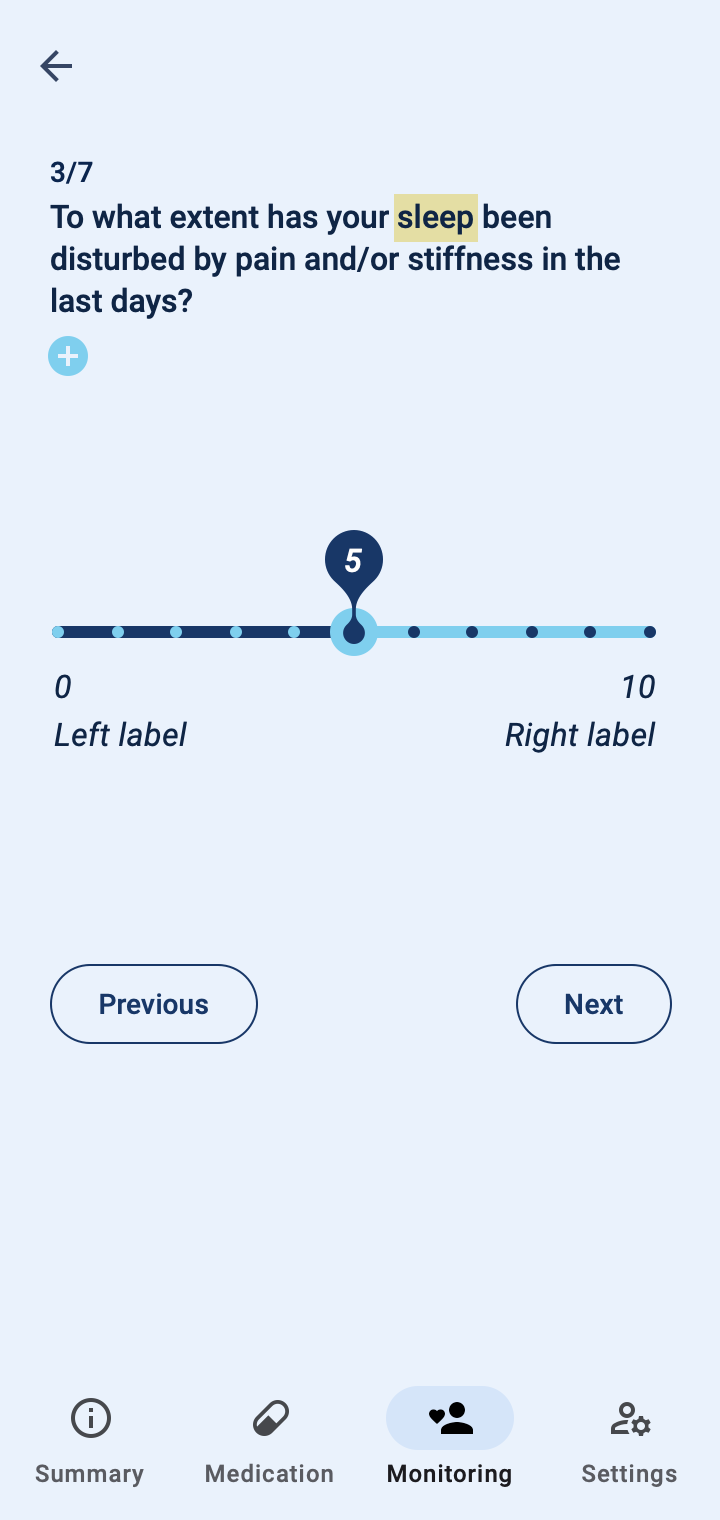 3/7
To what extent has your sleep been
disturbed by pain and/or stiffness in the
last days?
5
0
10
Left label
Right label
Previous
Next
Summary
Medication
Monitoring
Settings